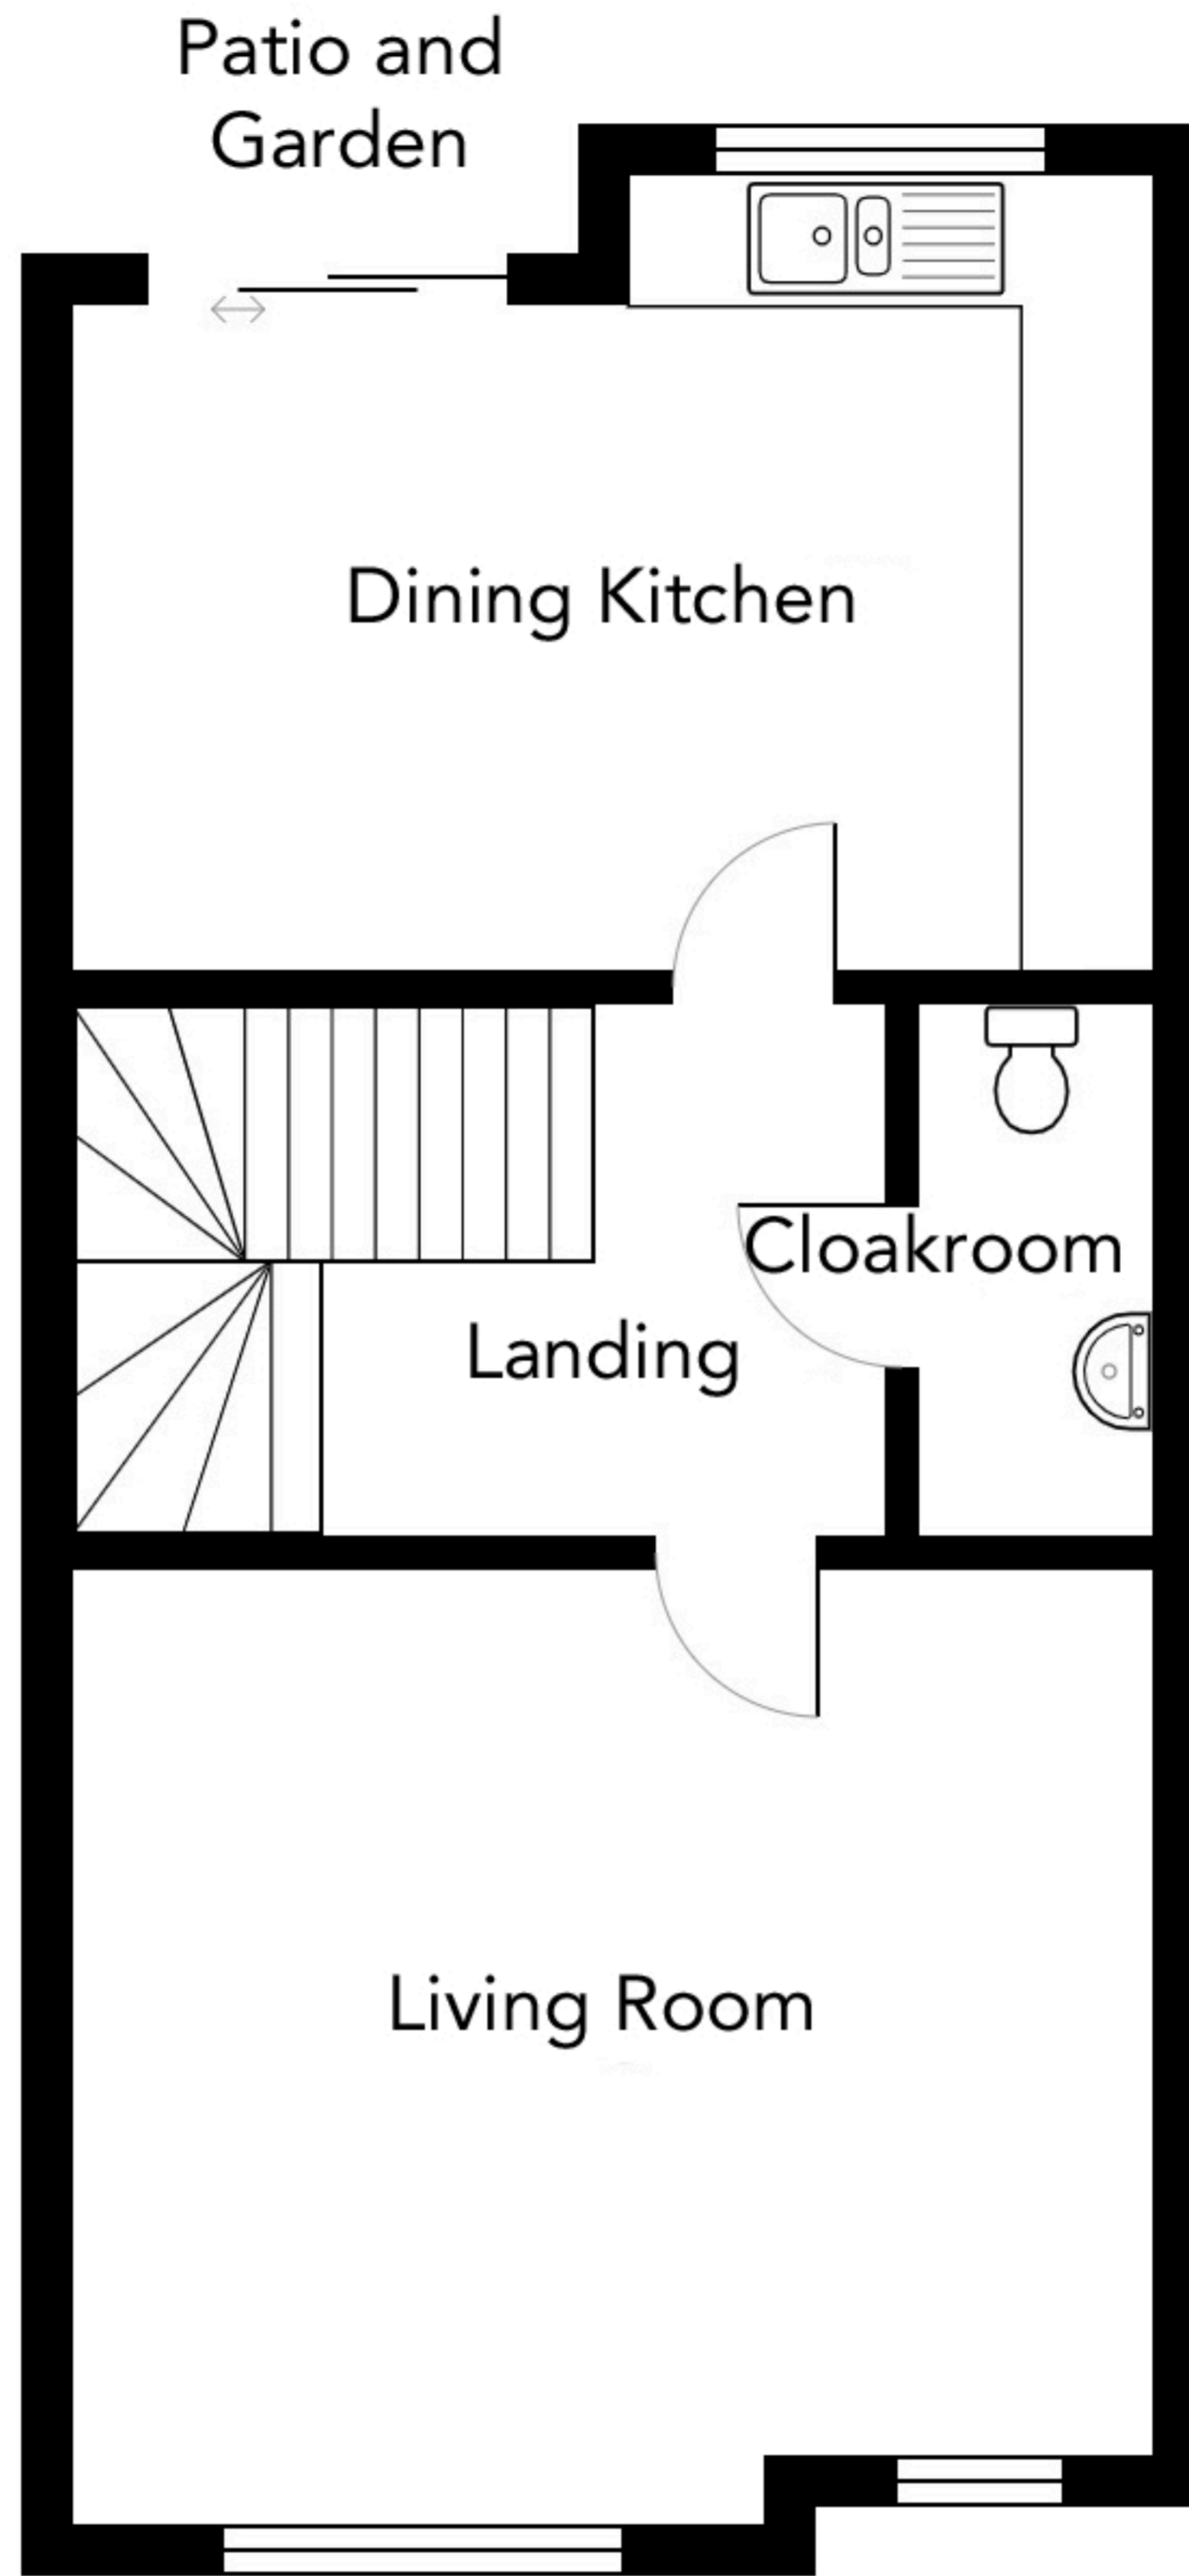 Patio and
Garden
Dining Kitchen
Cloakroom
Landing
Living Room